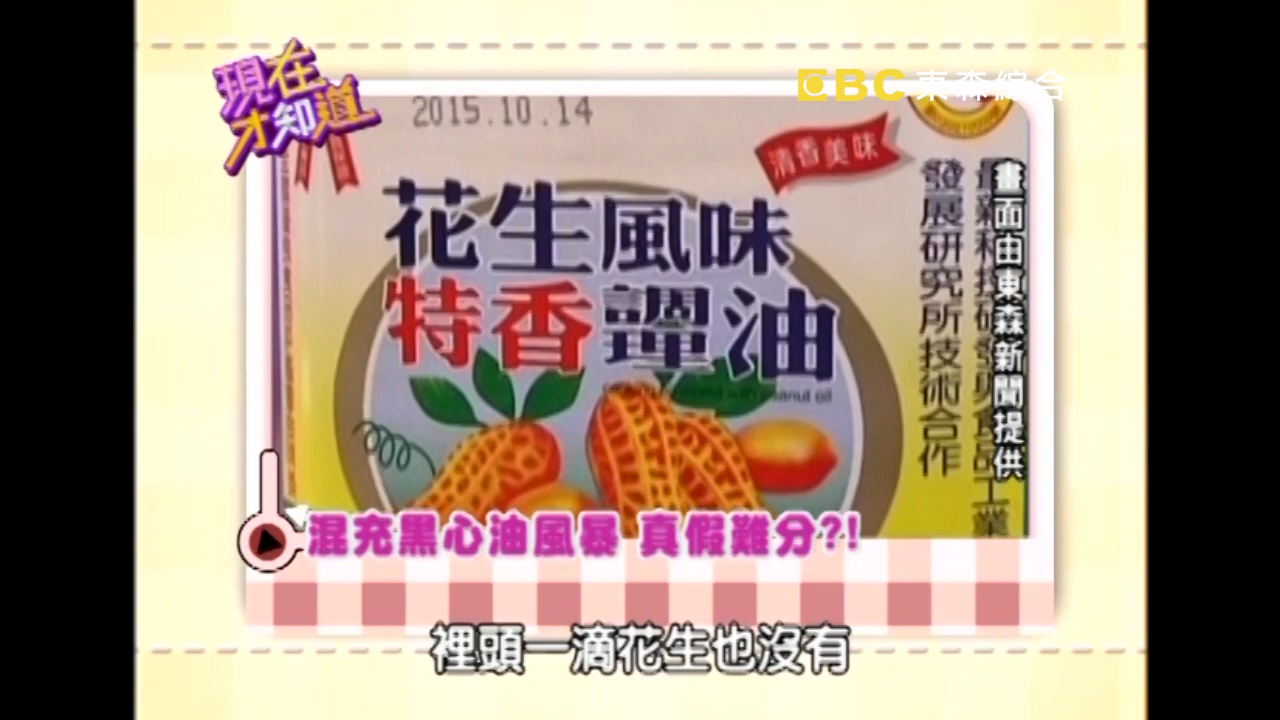 現在
才知道
EBC 東森綜合
2015.10.14
清香美味
花生風味
特香調理油
發展研究所技術合作
畫面由東森新聞提供
混充黑心油風暴 真假難分?!
裡頭一滴花生也沒有